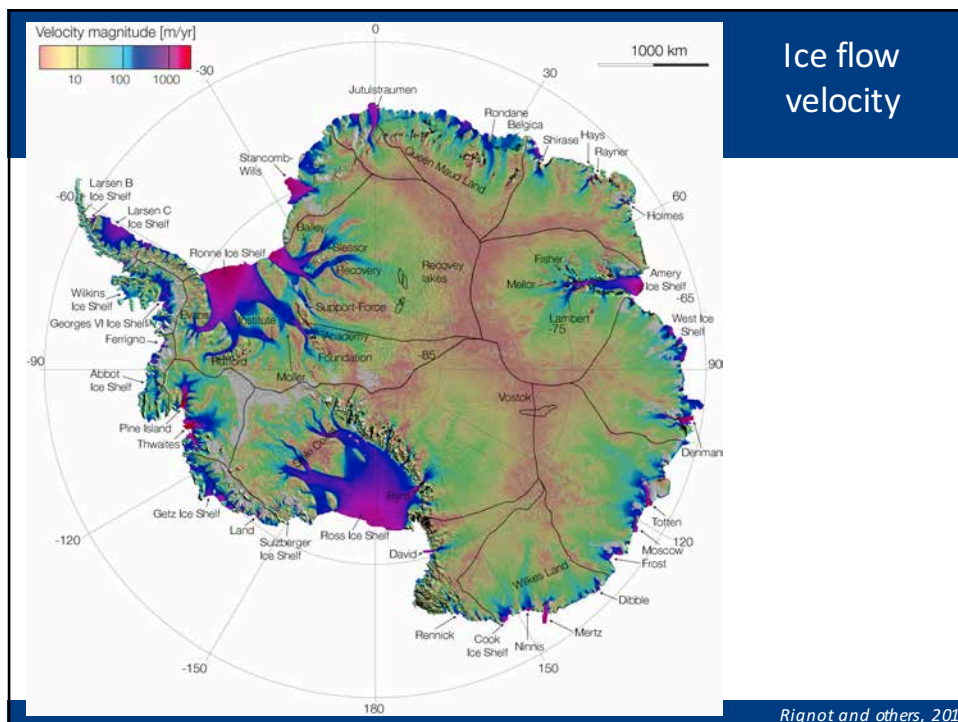 Ice flow
velocity
Velocity magnitude [m/yr]
10 100 1000
1000 km
0
-30
30
Jutulstraumen
Rondane
Belgica
Shirase
Hays
Rayner
Queen Maud Land
Stancomb-
Wills
60
-60
Larsen B
Ice Shelf
Larsen C
Ice Shelf
Holmes
Bailey
Slessor
Ronne Ice Shelf
Recovery
Recovey
lakes
Fisher
Mellor
Amery
Ice Shelf
-65
Wilkins
Ice Shelf
Support-Force
Lambert
-75
Georges VI Ice Shelf
Evans
Institute
West Ice
Shelf
Ferrigno
Academy
Rutford
Foundation
-85
-90
90
Abbot
Ice Shelf
Moller
Vostok
Pine Island
Thwaites
Denman
Byrd
Getz Ice Shelf
Totten
Land
Sulzberger
Ice Shelf
Ross Ice Shelf
-120
120
Moscow
Frost
David
Wilkes Land
Dibble
Rennick
Cook
Ice Shelf
Ninnis
Mertz
-150
150
180
Rignot and others, 201